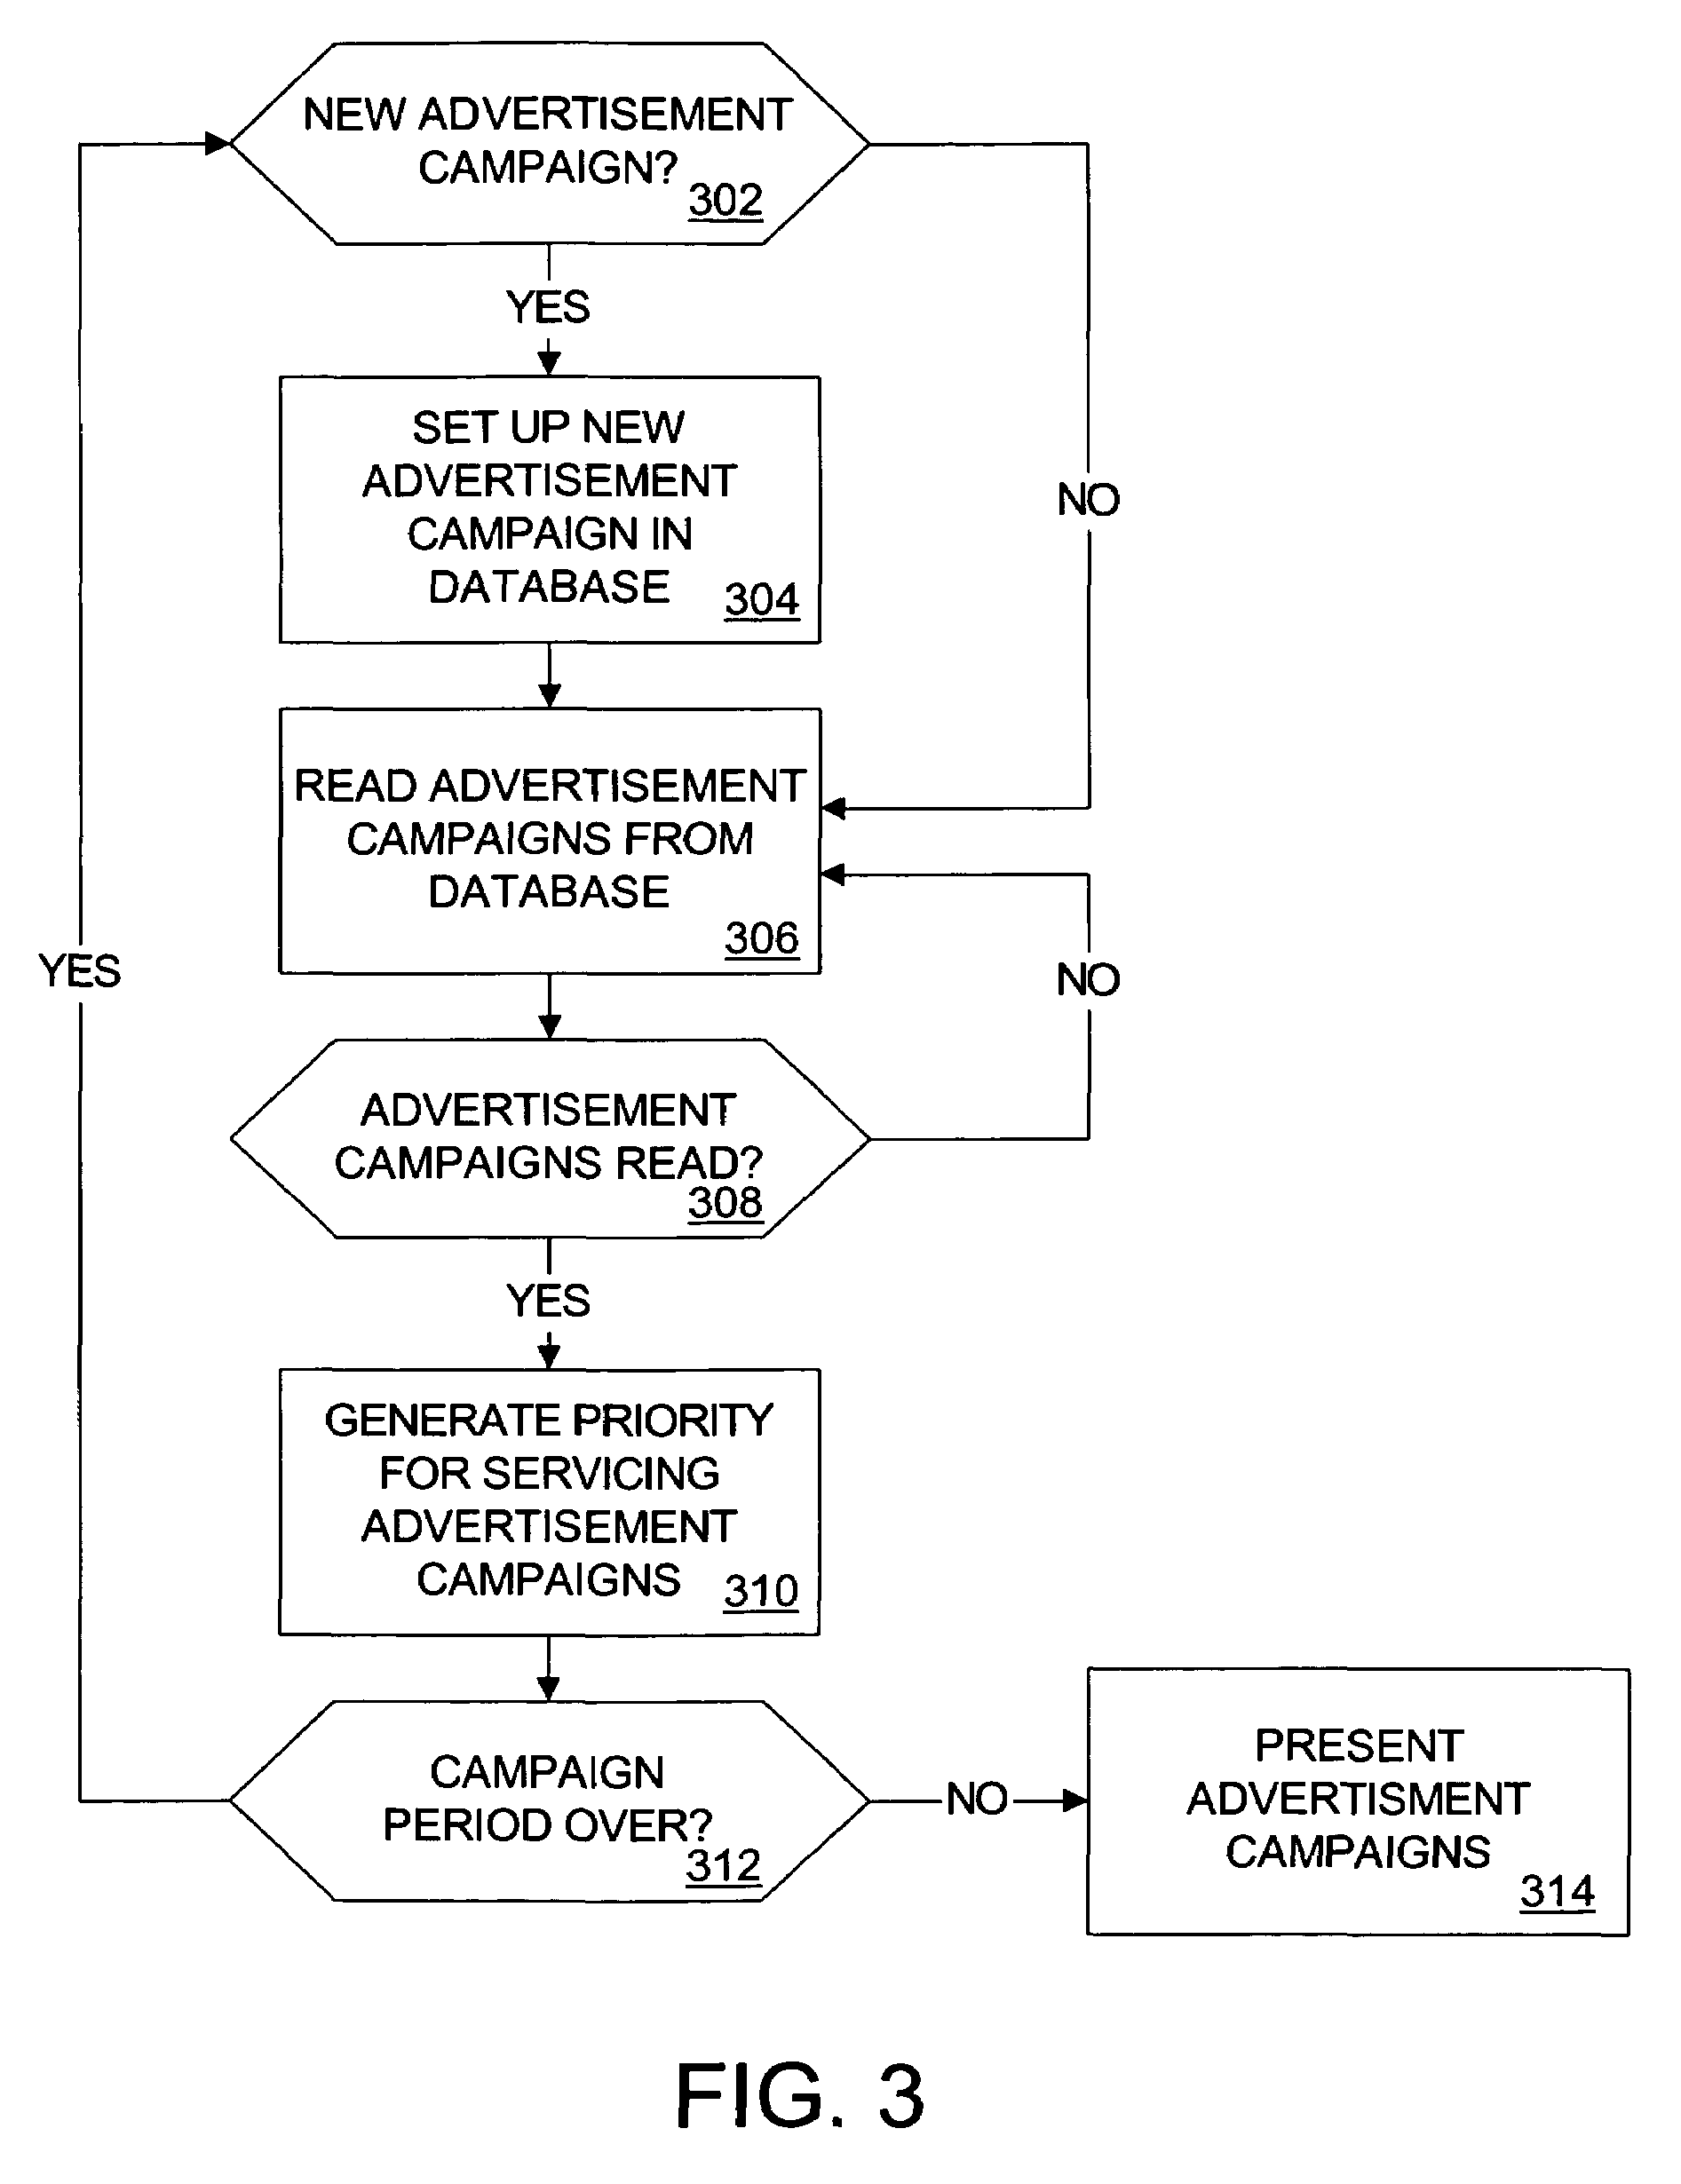 NEW ADVERTISEMENT
CAMPAIGN?
302
YES
SET UP NEW
ADVERTISEMENT
CAMPAIGN IN
DATABASE
304
NO
READ ADVERTISEMENT
CAMPAIGNS FROM
DATABASE
306
YES
NO
ADVERTISEMENT
CAMPAIGNS READ?
308
YES
GENERATE PRIORITY
FOR SERVICING
ADVERTISEMENT
CAMPAIGNS
310
CAMPAIGN
PERIOD OVER?
312
NO
PRESENT
ADVERTISMENT
CAMPAIGNS
314
FIG. 3